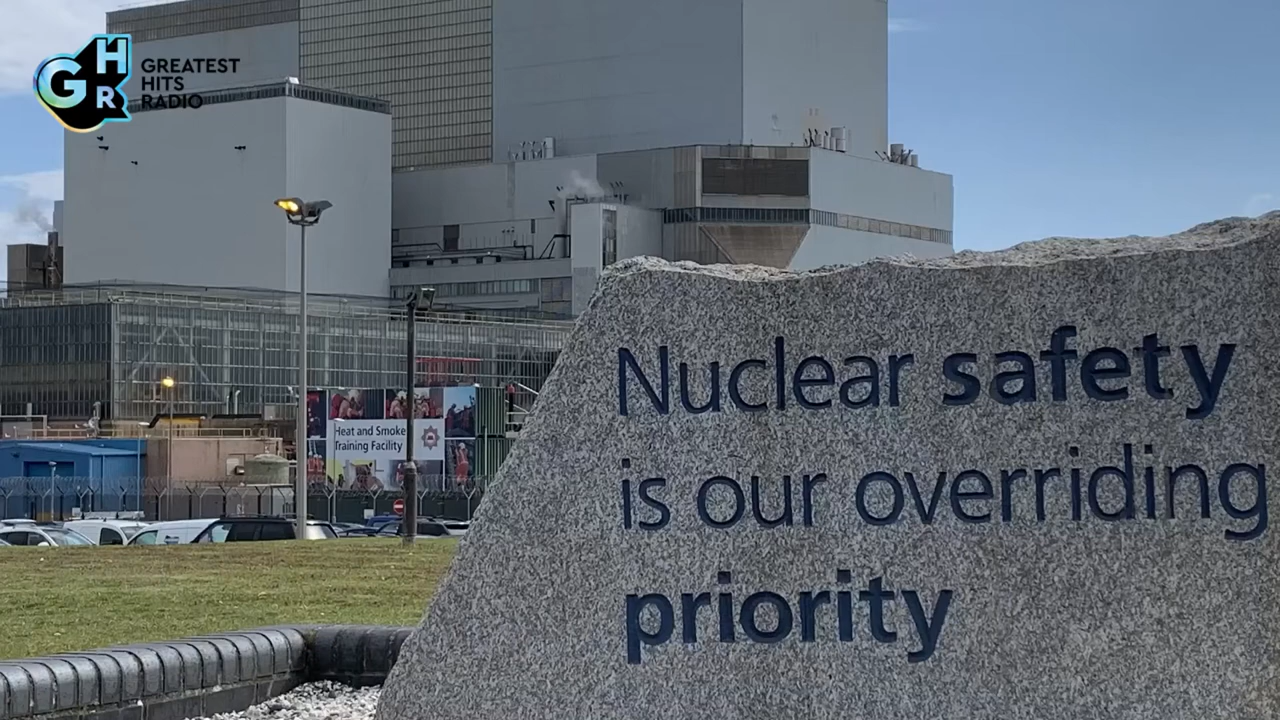 GHR
GREATEST
HITS
RADIO
Heat and Smoke
Training Facility
Nuclear safety
is our overriding
priority